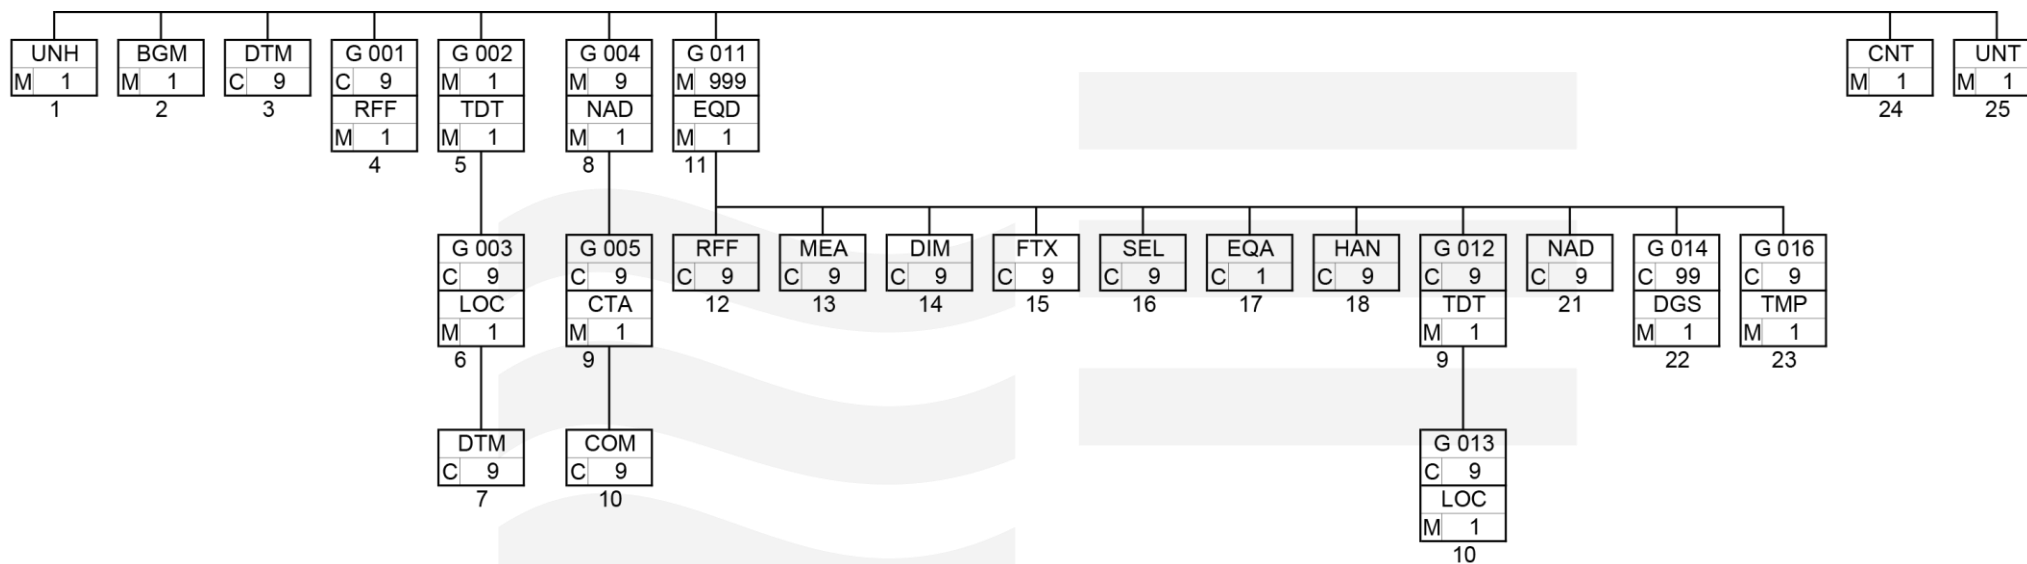 UNH BGM DTM G 001 G 002 G 004 G 011 CNT UNT
M 1 M 1 C 9 C 9 M 1 M 9 M 999 M 1 M 1
1 2 3 RFF TDT NAD EQD 24 25
M 1 M 1 M 1 M 1
4 5 8 11
G 003 G 005 RFF MEA DIM FTX SEL EQA HAN G 012 NAD G 014 G 016
C 9 C 9 C 9 C 9 C 9 C 9 C 9 C 1 C 9 C 9 C 9 C 99 C 9
LOC CTA 12 13 14 15 16 17 18 TDT 21 DGS TMP
M 1 M 1 M 1 M 1 M 1
6 9 9 22 23
DTM COM G 013
C 9 C 9 C 9
7 10 LOC
M 1
10